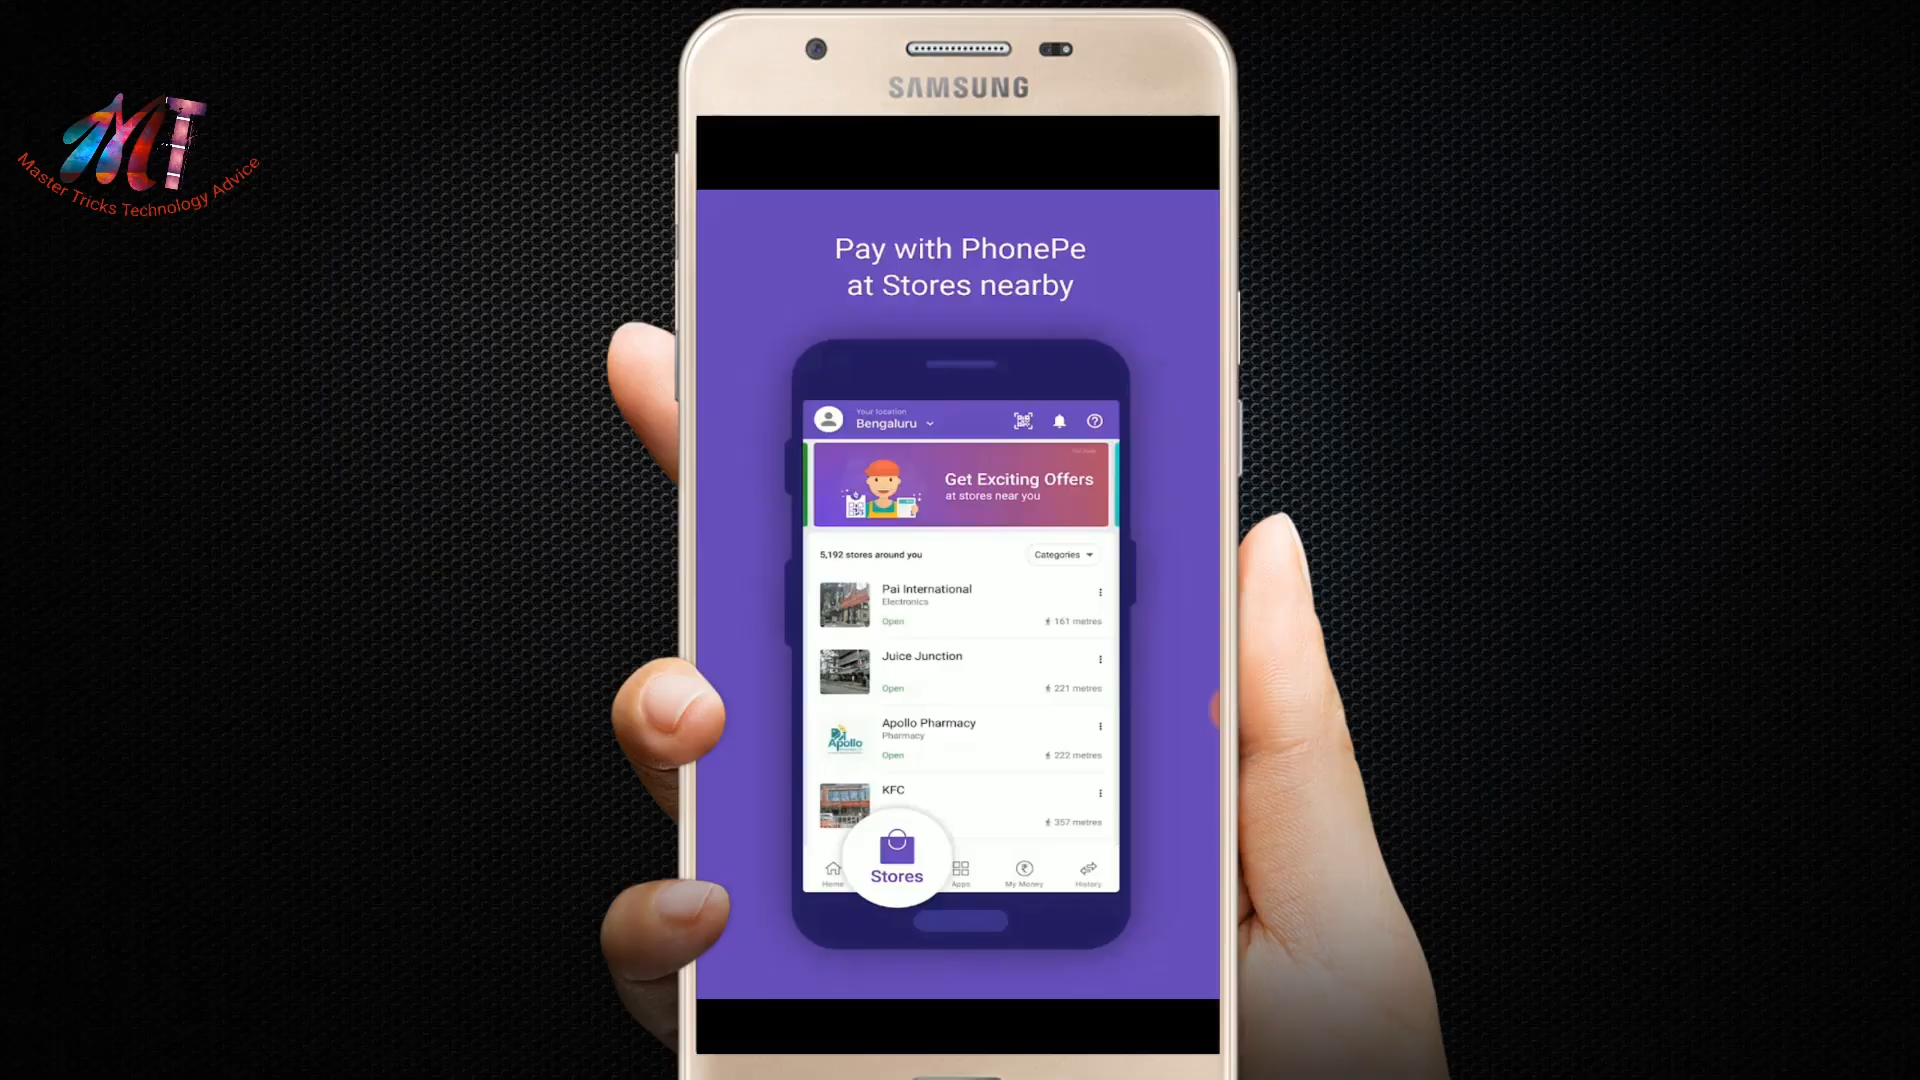 SAMSUNG
MT
Master Tricks Technology Advice
Pay with PhonePe
at Stores nearby
Your location
Bengaluru
Get Exciting Offers
at stores near you
5,192 stores around you
Categories
Pai International
Electronics
Open
161 metres
Juice Junction
Open
221 metres
Apollo Pharmacy
Pharmacy
Apollo
Open
222 metres
KFC
357 metres
Home
Stores
Apps
My Money
History